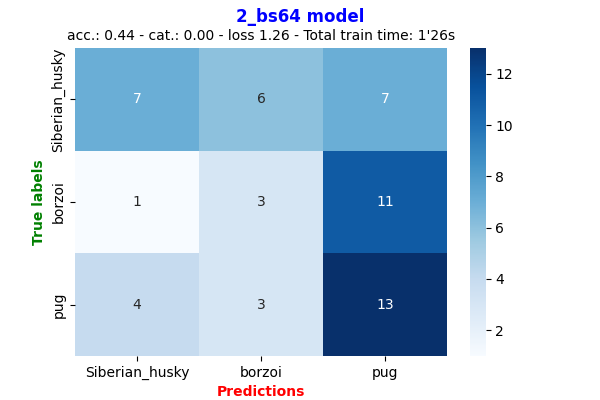 2_bs64 model
acc.: 0.44 - cat.: 0.00 - loss 1.26 - Total train time: 1'26s
True labels
Siberian_husky
7 6 7
borzoi
1 3 11
pug
4 3 13
Siberian_husky borzoi pug
Predictions
12
10
8
6
4
2